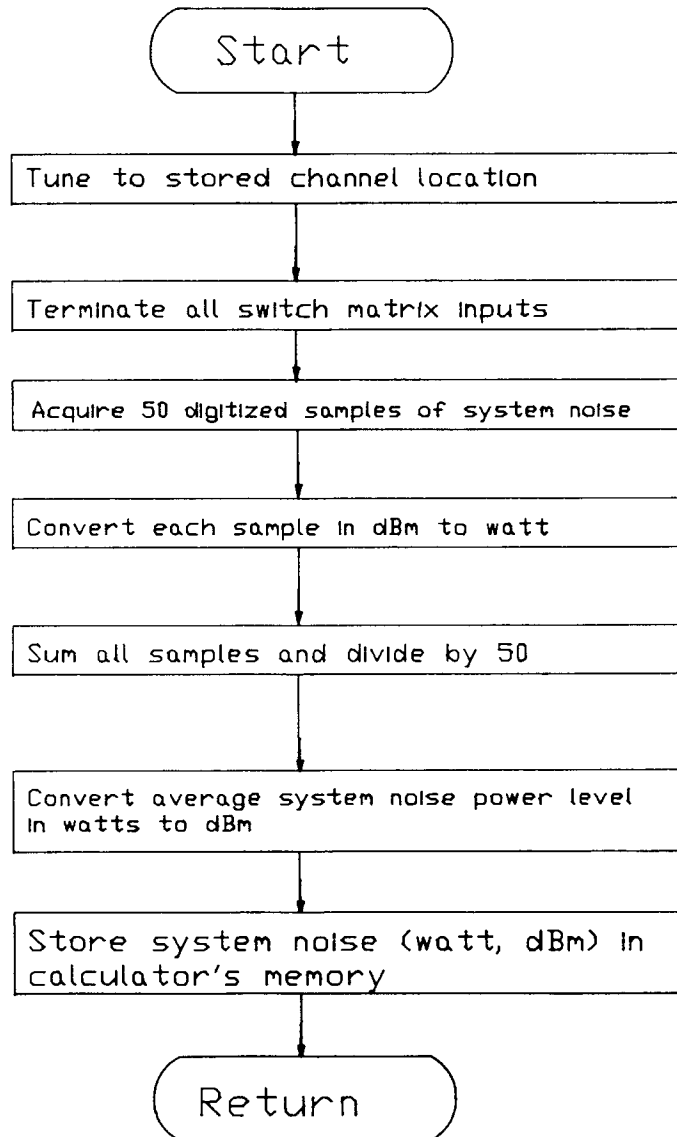 Start
Tune to stored channel location
Terminate all switch matrix inputs
Acquire 50 digitized samples of system noise
Convert each sample in dBm to watt
Sum all samples and divide by 50
Convert average system noise power level
in watts to dBm
Store system noise (watt, dBm) in
calculator's memory
Return